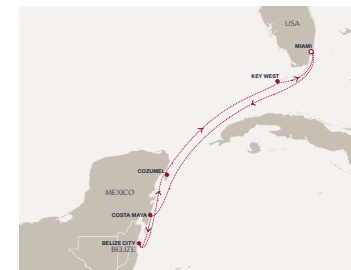 USA
MIAMI
KEY WEST
COZUMEL
MEXICO
COSTA MAYA
BELIZE CITY
BELIZE